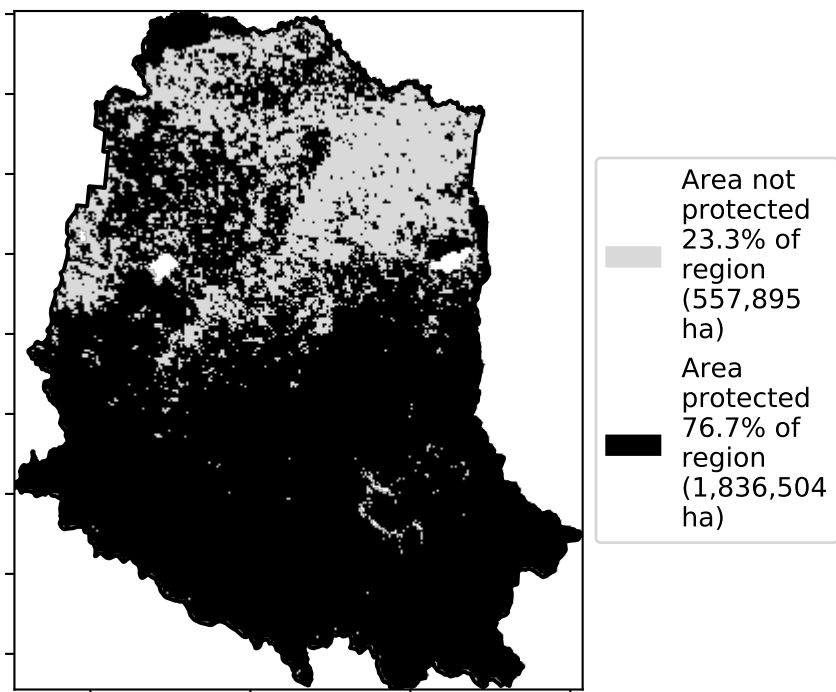 Area not
protected
23.3% of
region
(557,895
ha)
Area
protected
76.7% of
region
(1,836,504
ha)